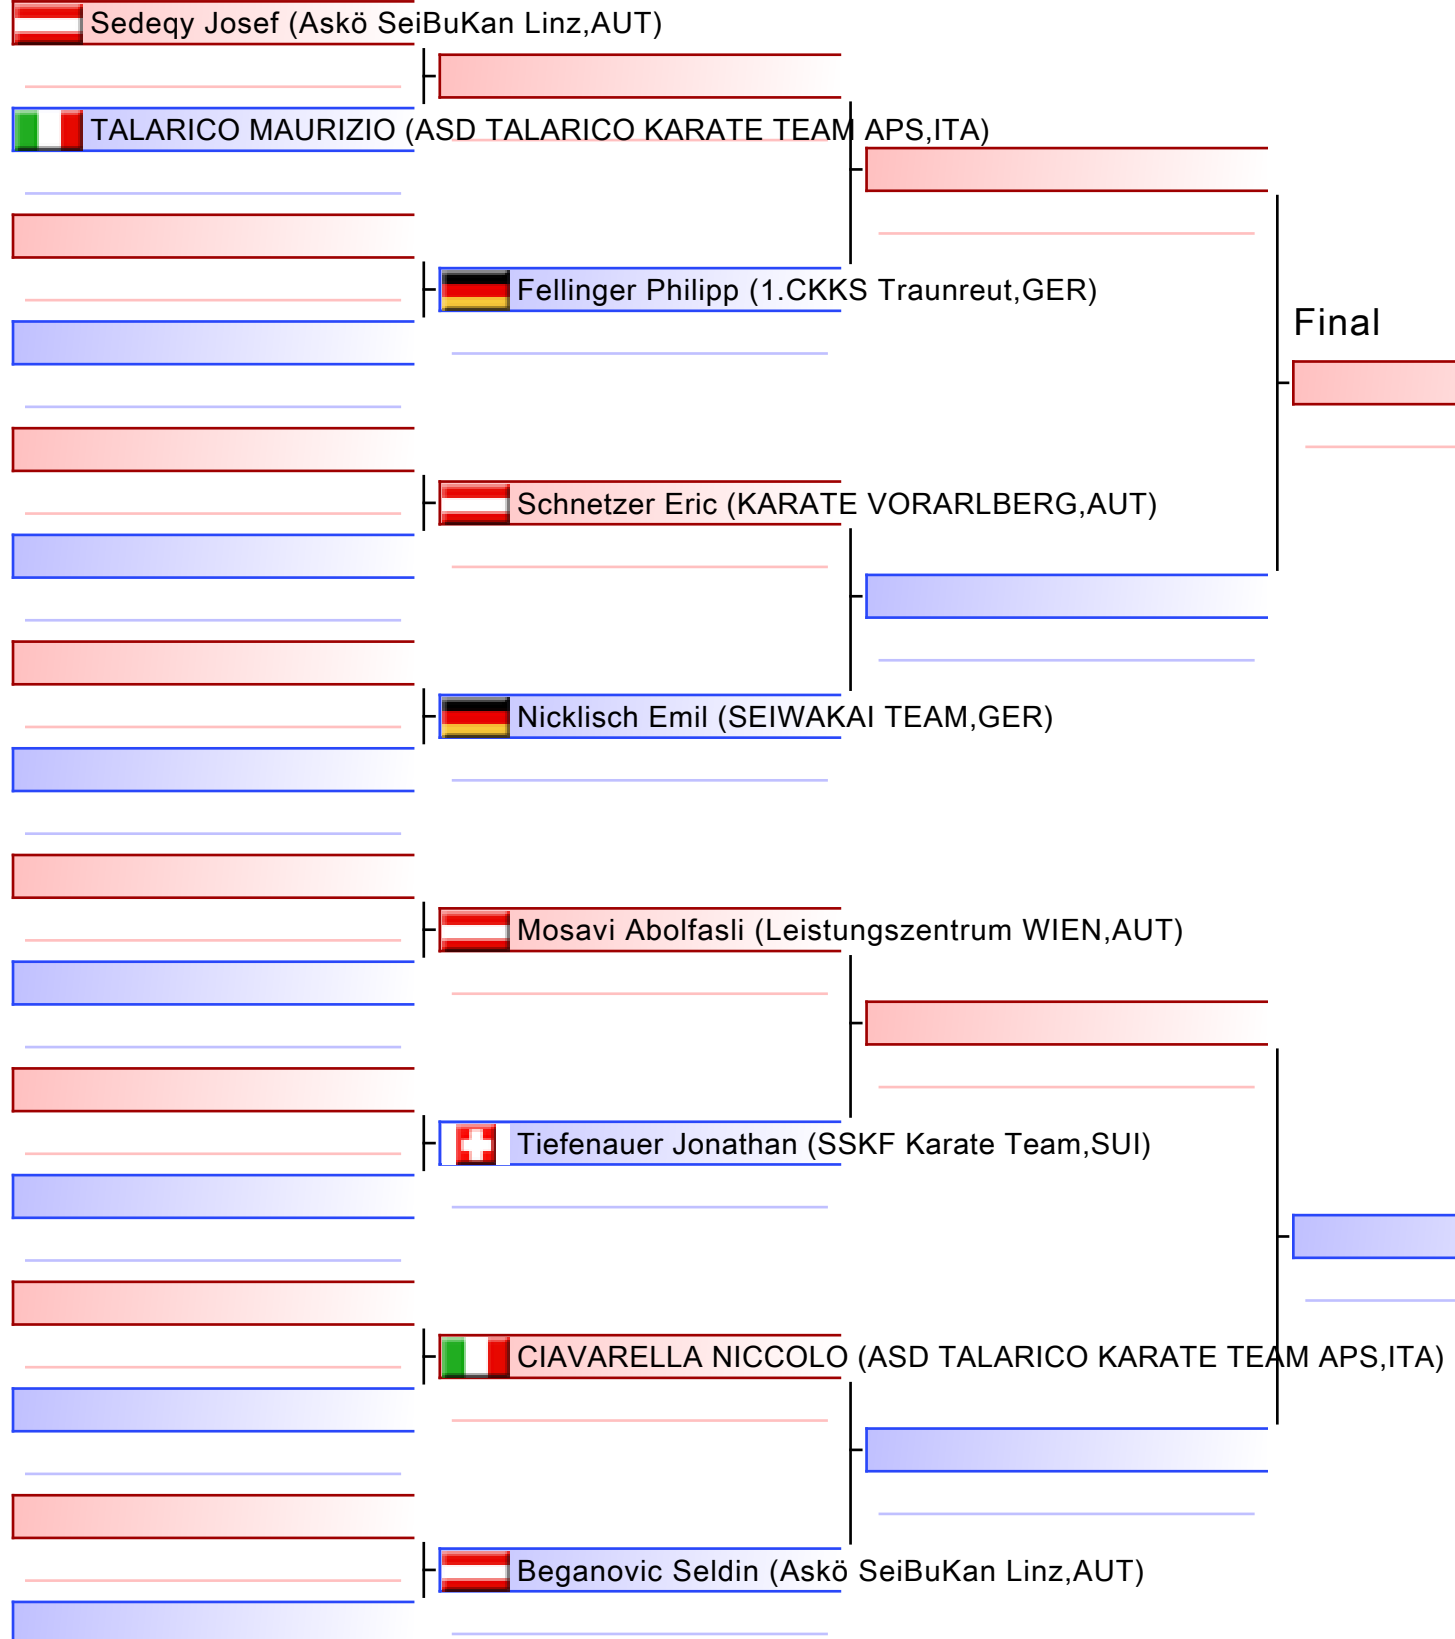 Sedeqy Josef (Askö SeiBuKan Linz,AUT)
TALARICO MAURIZIO (ASD TALARICO KARATE TEAM APS,ITA)
Fellinger Philipp (1.CKKS Traunreut,GER)
Final
Schnetzer Eric (KARATE VORARLBERG,AUT)
Nicklisch Emil (SEIWAKAI TEAM,GER)
Mosavi Abolfasli (Leistungszentrum WIEN,AUT)
Tiefenauer Jonathan (SSKF Karate Team,SUI)
CIAVARELLA NICCOLO (ASD TALARICO KARATE TEAM APS,ITA)
Beganovic Seldin (Askö SeiBuKan Linz,AUT)